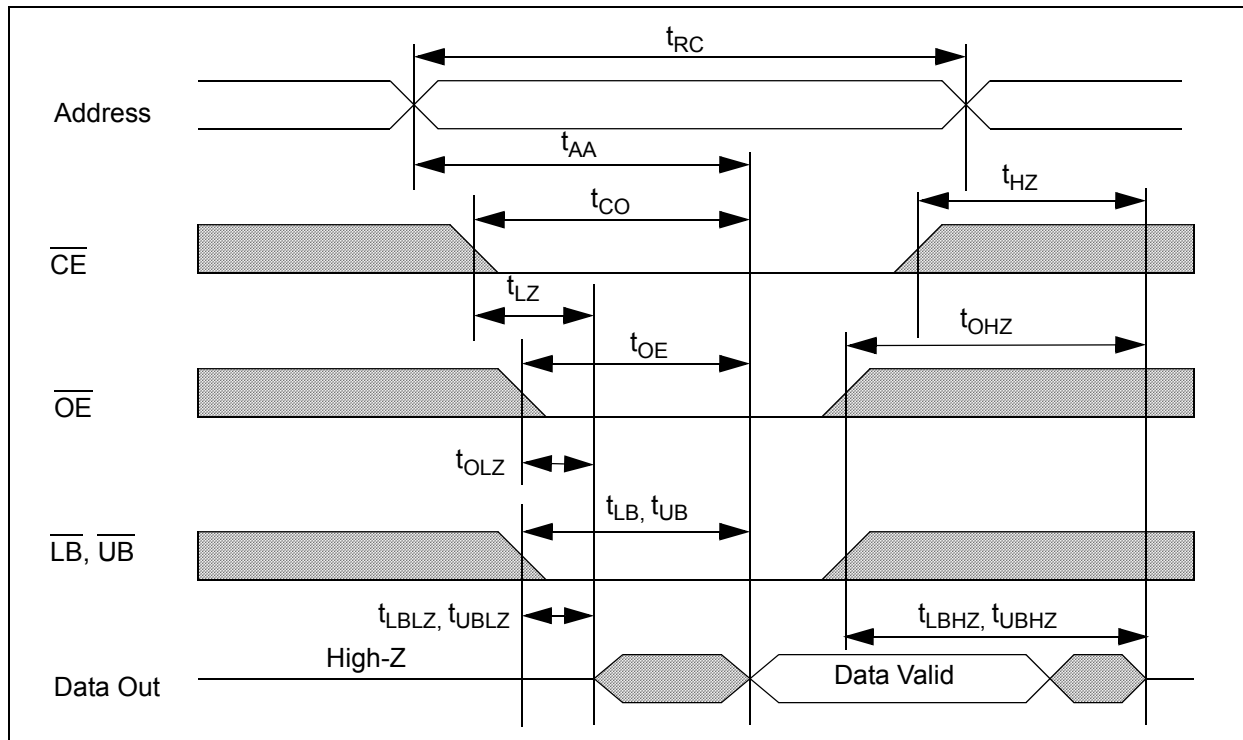 tRC
Address
tAA
tHZ
tCO
CE
tLZ
tOHZ
tOE
OE
tOLZ
tLB, tUB
LB, UB
tLBLZ, tUBLZ
tLBHZ, tUBHZ
High-Z
Data Valid
Data Out